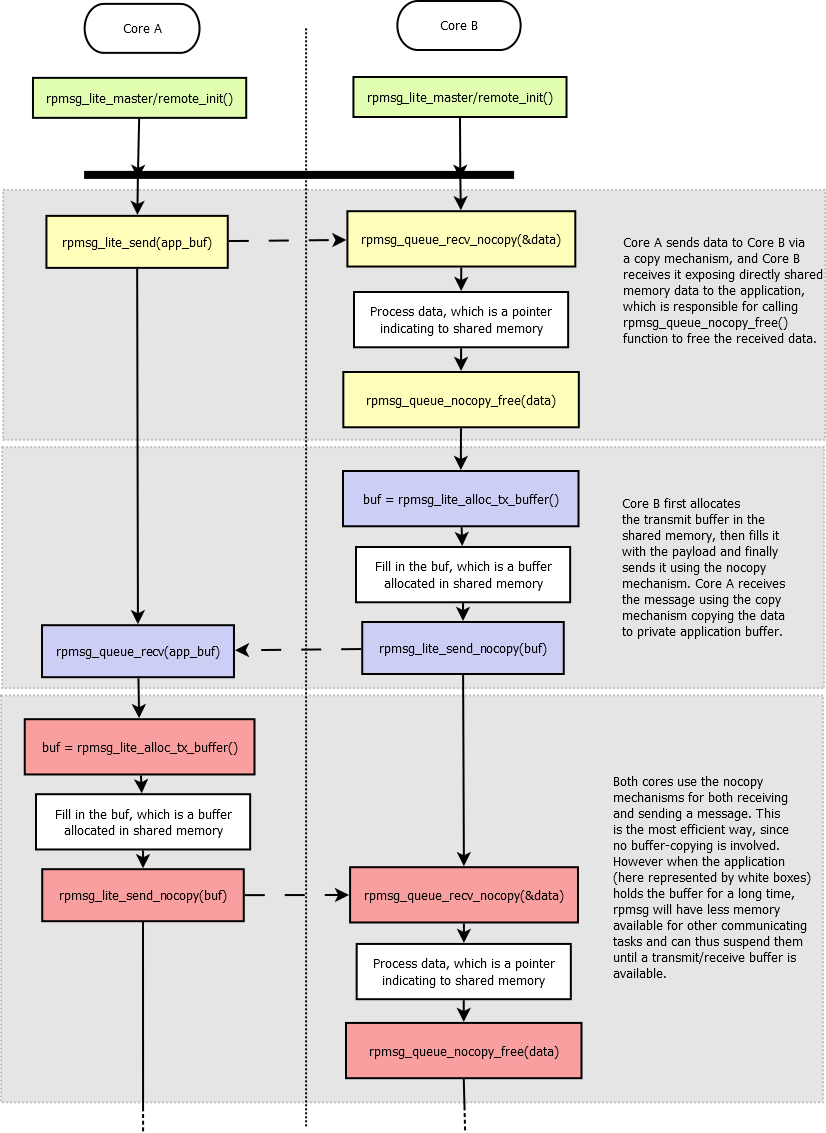 Core A
Core B
rpmsg_lite_master/remote_init()
rpmsg_lite_master/remote_init()
rpmsg_lite_send(app_buf)
rpmsg_queue_recv_nocopy(&data)
Process data, which is a pointer
indicating to shared memory
rpmsg_queue_nocopy_free(data)
Core A sends data to Core B via
a copy mechanism, and Core B
receives it exposing directly shared
memory data to the application,
which is responsible for calling
rpmsg_queue_nocopy_free()
function to free the received data.
buf = rpmsg_lite_alloc_tx_buffer()
Fill in the buf, which is a buffer
allocated in shared memory
rpmsg_queue_recv(app_buf)
rpmsg_lite_send_nocopy(buf)
Core B first allocates
the transmit buffer in the
shared memory, then fills it
with the payload and finally
sends it using the nocopy
mechanism. Core A receives
the message using the copy
mechanism copying the data
to private application buffer.
buf = rpmsg_lite_alloc_tx_buffer()
Fill in the buf, which is a buffer
allocated in shared memory
rpmsg_lite_send_nocopy(buf)
rpmsg_queue_recv_nocopy(&data)
Process data, which is a pointer
indicating to shared memory
rpmsg_queue_nocopy_free(data)
Both cores use the nocopy
mechanisms for both receiving
and sending a message. This
is the most efficient way, since
no buffer-copying is involved.
However when the application
(here represented by white boxes)
holds the buffer for a long time,
rpmsg will have less memory
available for other communicating
tasks and can thus suspend them
until a transmit/receive buffer is
available.